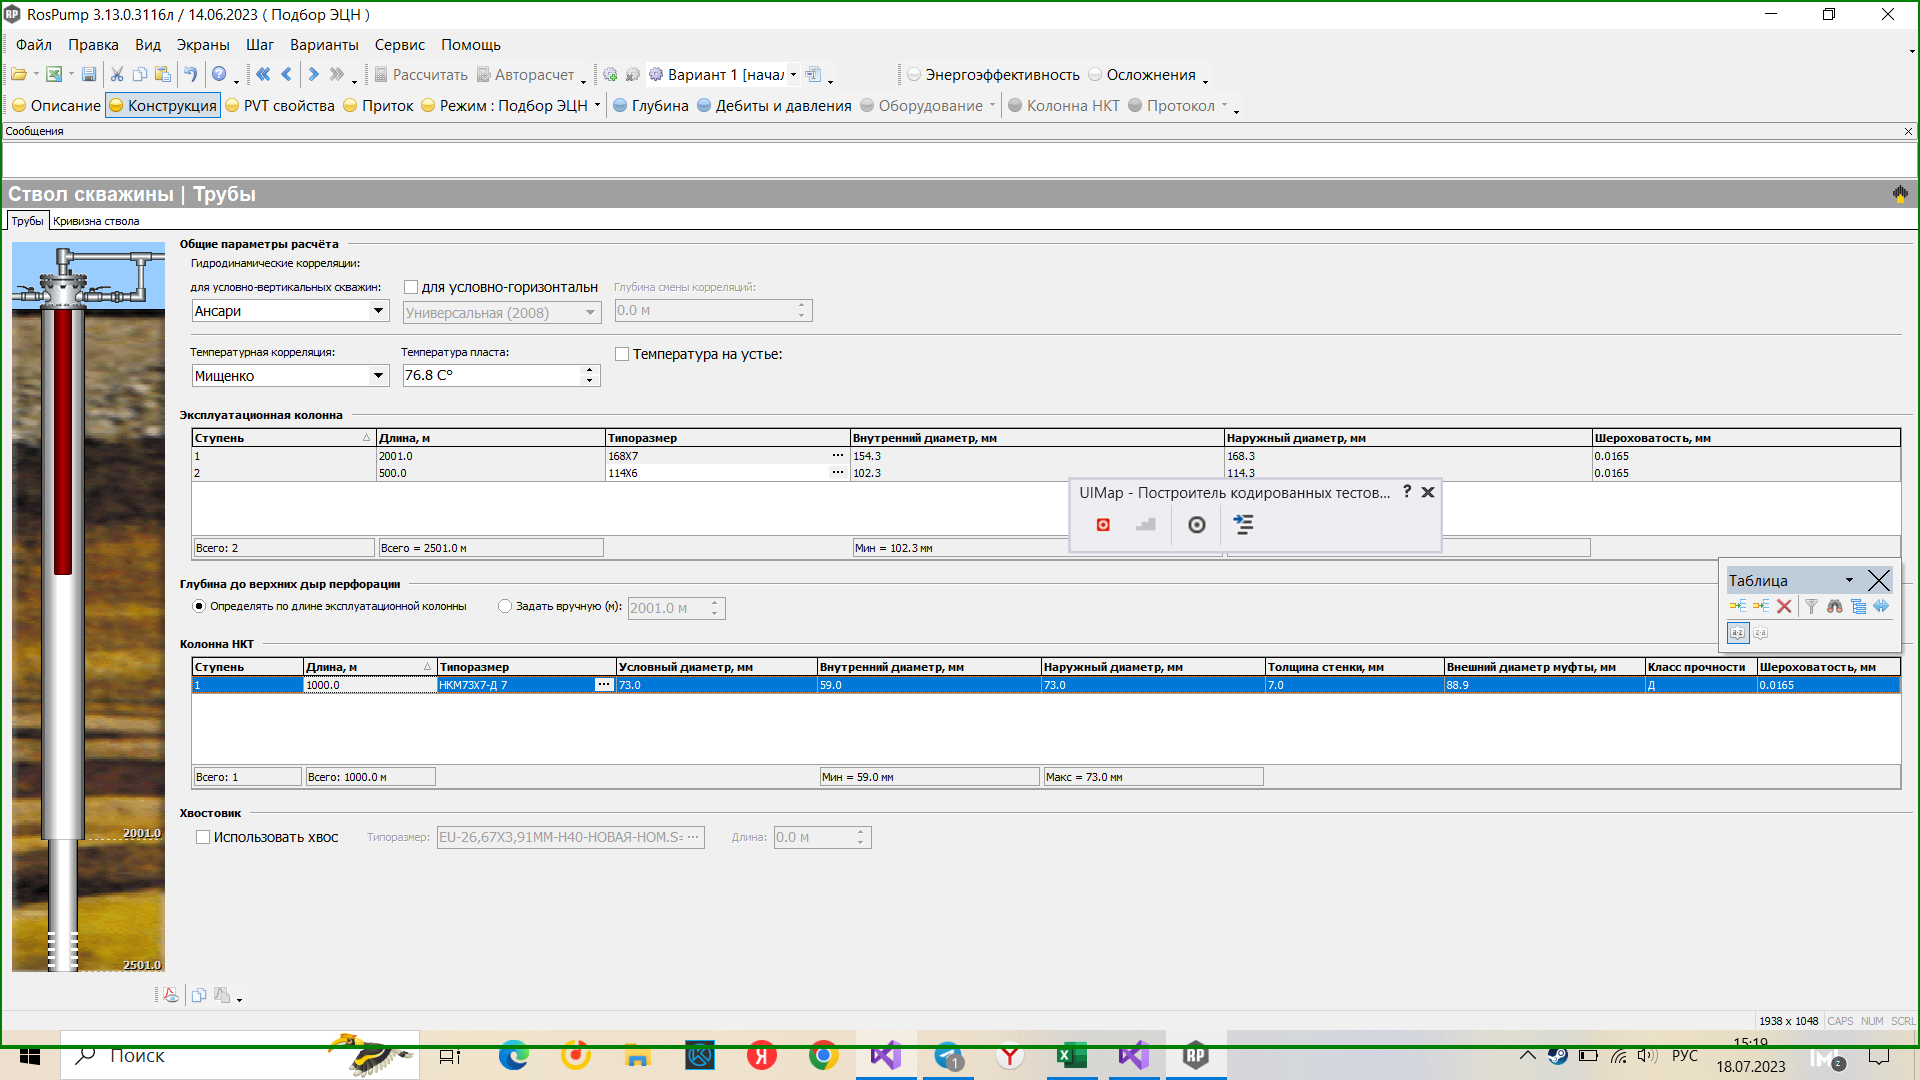 RosPump 3.13.0.3116л / 14.06.2023 ( Подбор ЭЦН )
Файл Правка Вид Экраны Шаг Варианты Сервис Помощь
Рассчитать Авторасчет Вариант 1 [начал Энергоэффективность Осложнения
Описание Конструкция PVT свойства Приток Режим : Подбор ЭЦН Глубина Дебиты и давления Оборудование Колонна НКТ Протокол
Сообщения
Ствол скважины | Трубы
Трубы Кривизна ствола
Общие параметры расчёта
Гидродинамические корреляции:
для условно-вертикальных скважин: для условно-горизонтальн Глубина смены корреляций:
Ансари Универсальная (2008) 0.0 м
Температурная корреляция: Температура пласта: Температура на устье:
Мищенко 76.8 C°
Эксплуатационная колонна
Ступень Длина, м Типоразмер Внутренний диаметр, мм Наружный диаметр, мм Шероховатость, мм
1 2001.0 168X7 ... 154.3 168.3 0.0165
2 500.0 114X6 ... 102.3 114.3 0.0165
UIMap - Построитель кодированных тестов... ?
Всего: 2 Всего = 2501.0 м Мин = 102.3 мм
Таблица
Глубина до верхних дыр перфорации
Определять по длине эксплуатационной колонны Задать вручную (м): 2001.0 м
Колонна НКТ
Ступень Длина, м Типоразмер Условный диаметр, мм Внутренний диаметр, мм Наружный диаметр, мм Толщина стенки, мм Внешний диаметр муфты, мм Класс прочности Шероховатость, мм
1 1000.0 НКМ73X7-Д 7 ... 73.0 59.0 73.0 7.0 88.9 Д 0.0165
Всего: 1 Всего: 1000.0 м Мин = 59.0 мм Макс = 73.0 мм
Хвостовик
Использовать хвос Типоразмер: EU-26,67X3,91MM-H40-НОВАЯ-НОМ.S= ... Длина: 0.0 м
2001.0
2501.0
1938 x 1048 CAPS NUM SCRL
Поиск РУС 15:19
18.07.2023